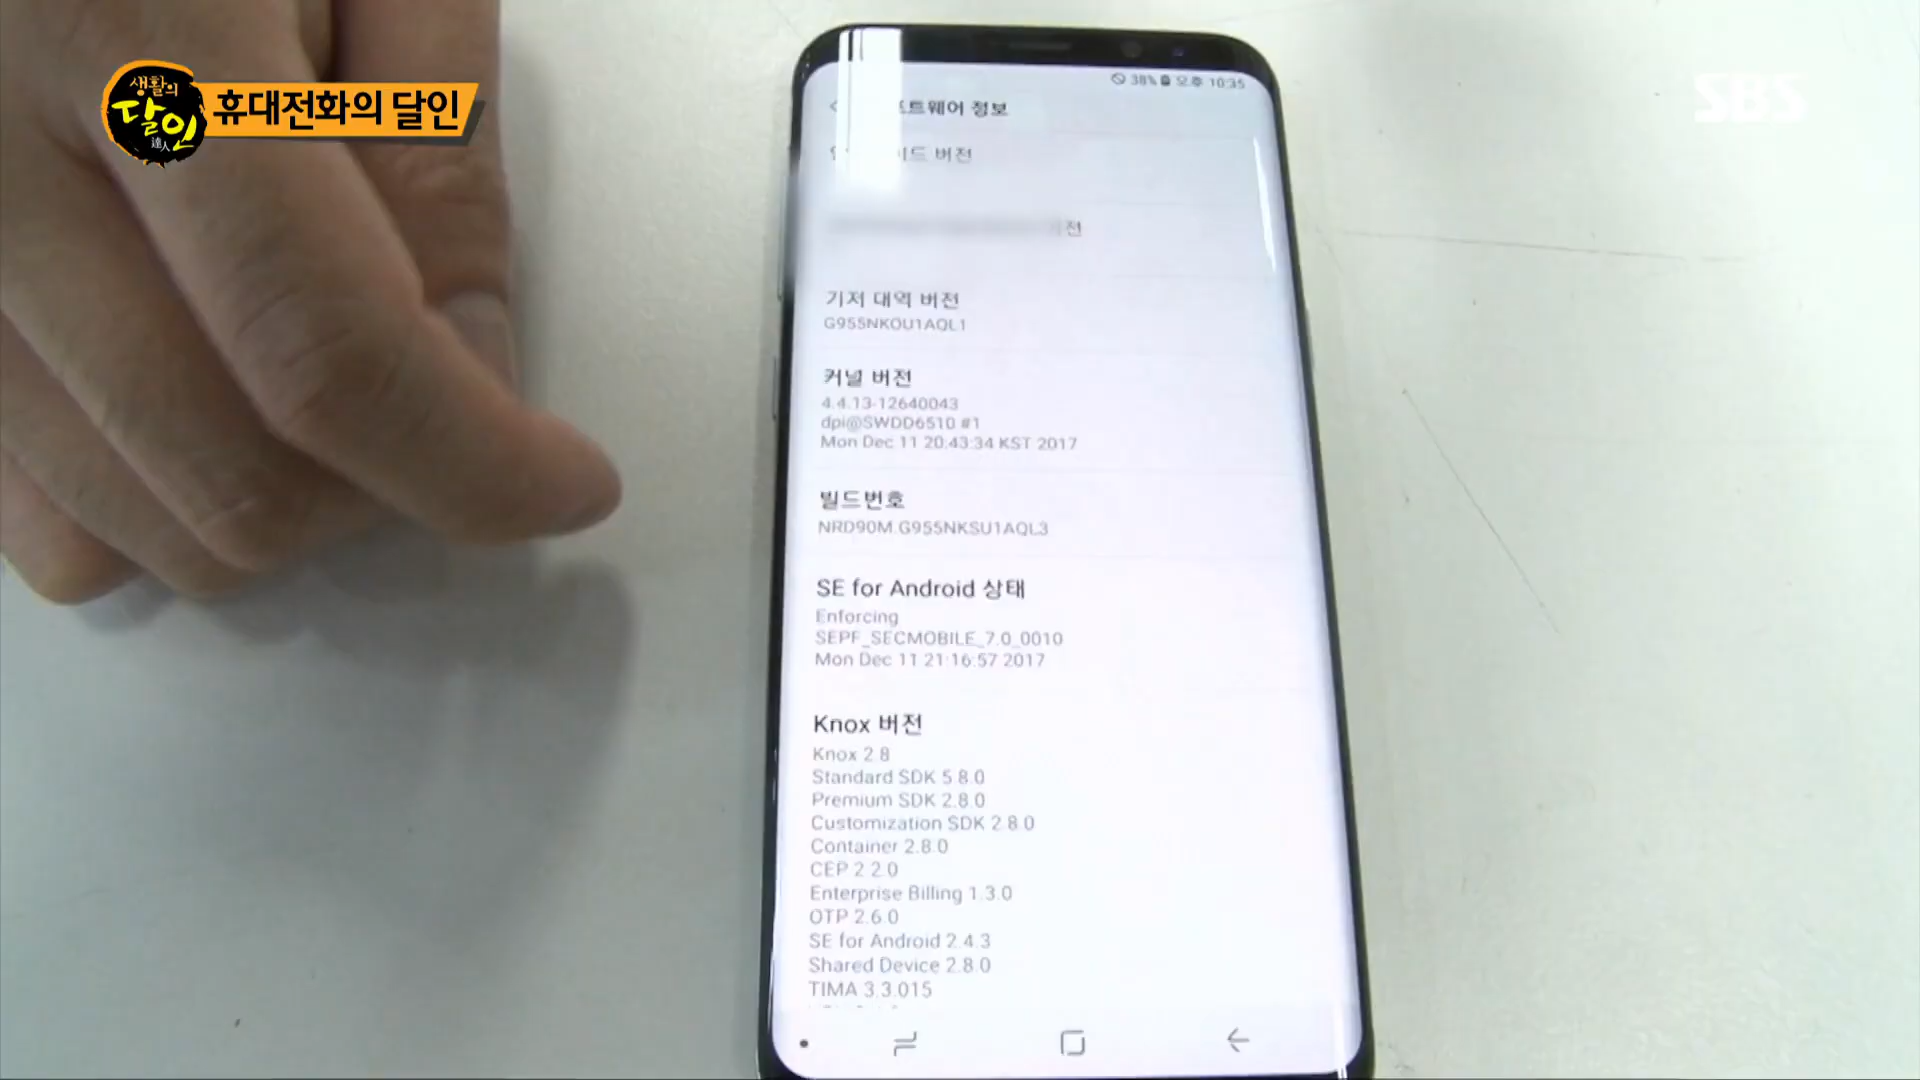 생활의
달인
達人
휴대전화의 달인
SBS
38% 오후 10:35
프트웨어 정보
이드 버전
전
기저 대역 버전
G955NKOU1AQL1
커널 버전
4.4.13-12640043
dpi@SWDD6510 #1
Mon Dec 11 20:43:34 KST 2017
빌드번호
NRD90M.G955NKSU1AQL3
SE for Android 상태
Enforcing
SEPF_SECMOBILE_7.0_0010
Mon Dec 11 21:16:57 2017
Knox 버전
Knox 2.8
Standard SDK 5.8.0
Premium SDK 2.8.0
Customization SDK 2.8.0
Container 2.8.0
CEP 2.2.0
Enterprise Billing 1.3.0
OTP 2.6.0
SE for Android 2.4.3
Shared Device 2.8.0
TIMA 3.3.015